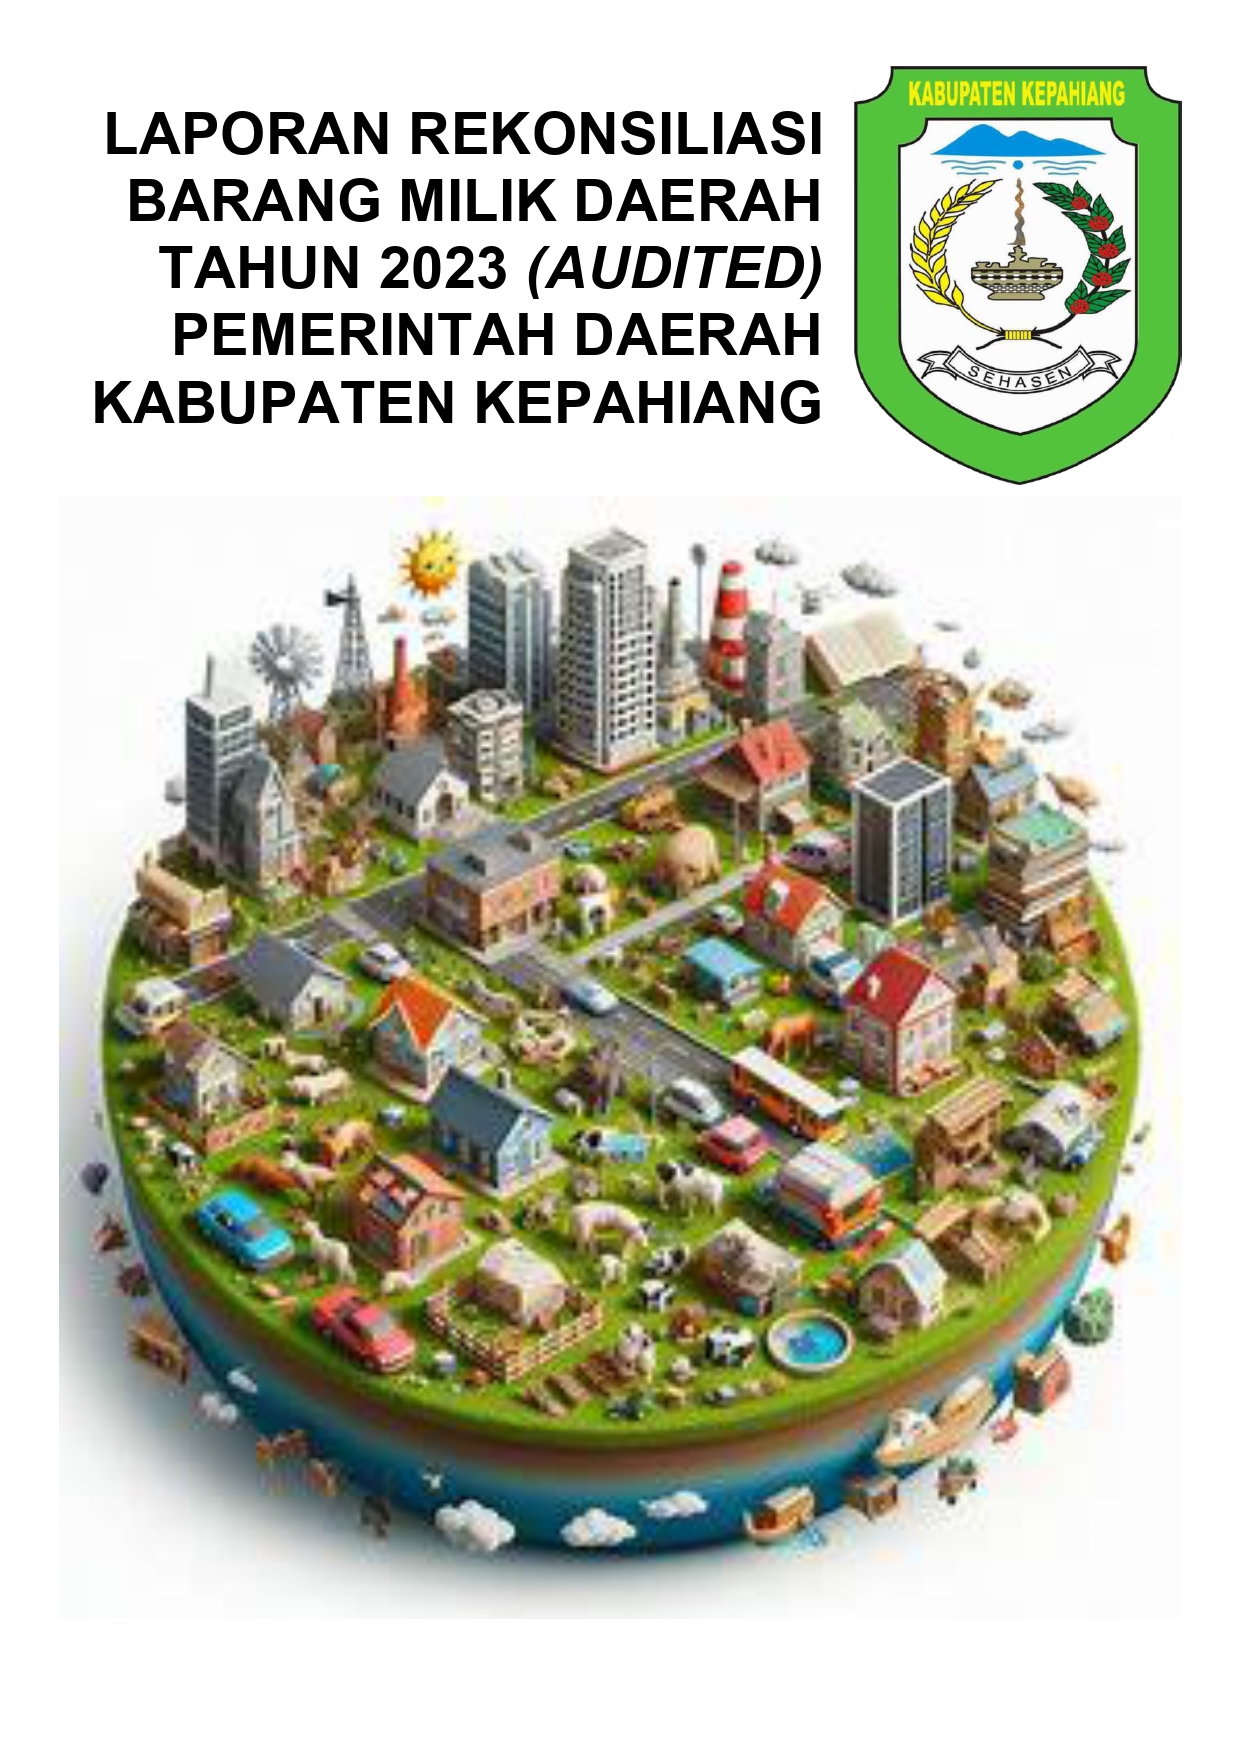 LAPORAN REKONSILIASI
BARANG MILIK DAERAH
TAHUN 2023 (AUDITED)
PEMERINTAH DAERAH
KABUPATEN KEPAHIANG
KABUPATEN KEPAHIANG
SEHASEN